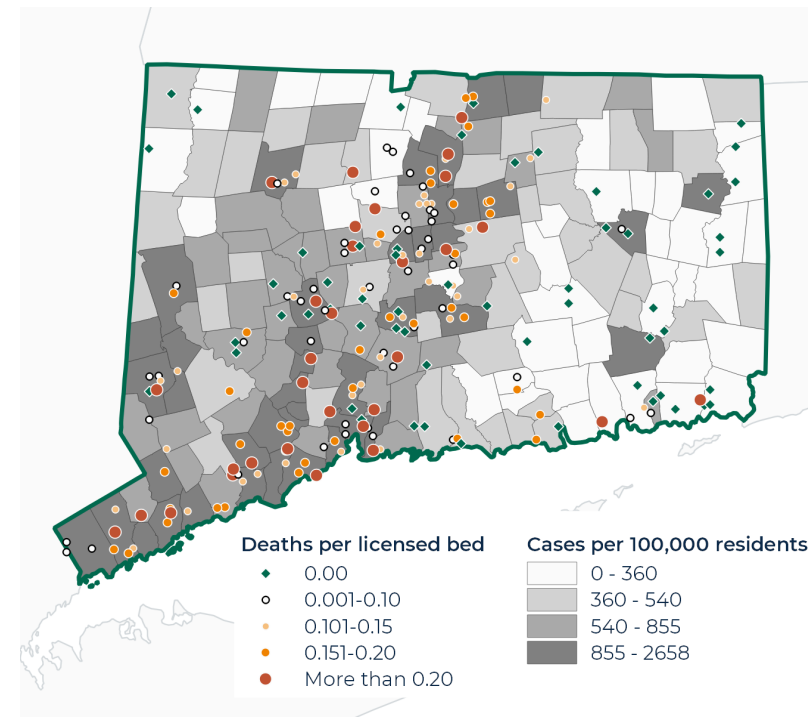 Deaths per licensed bed
0.00
0.001-0.10
0.101-0.15
0.151-0.20
More than 0.20
Cases per 100,000 residents
0 - 360
360 - 540
540 - 855
855 - 2658